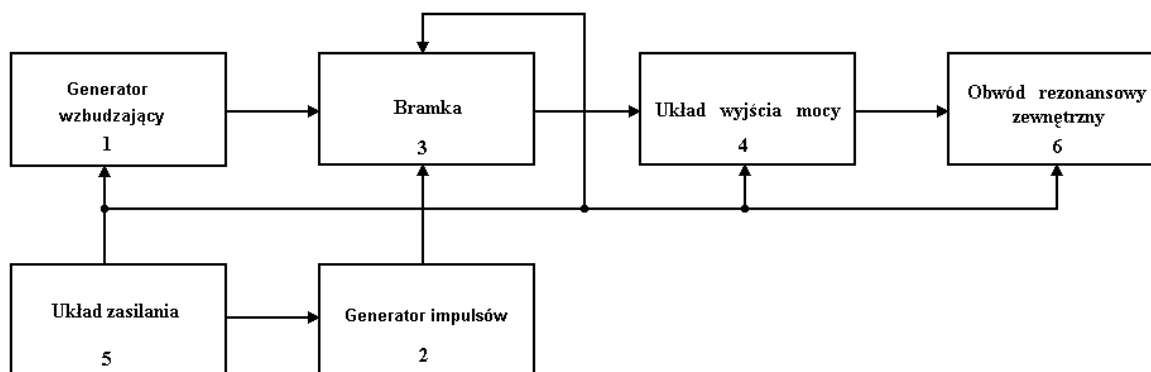 Generator
wzbudzający
1
Bramka
3
Układ wyjścia mocy
4
Obwód rezonansowy
zewnętrzny
6
Układ zasilania
5
Generator impulsów
2